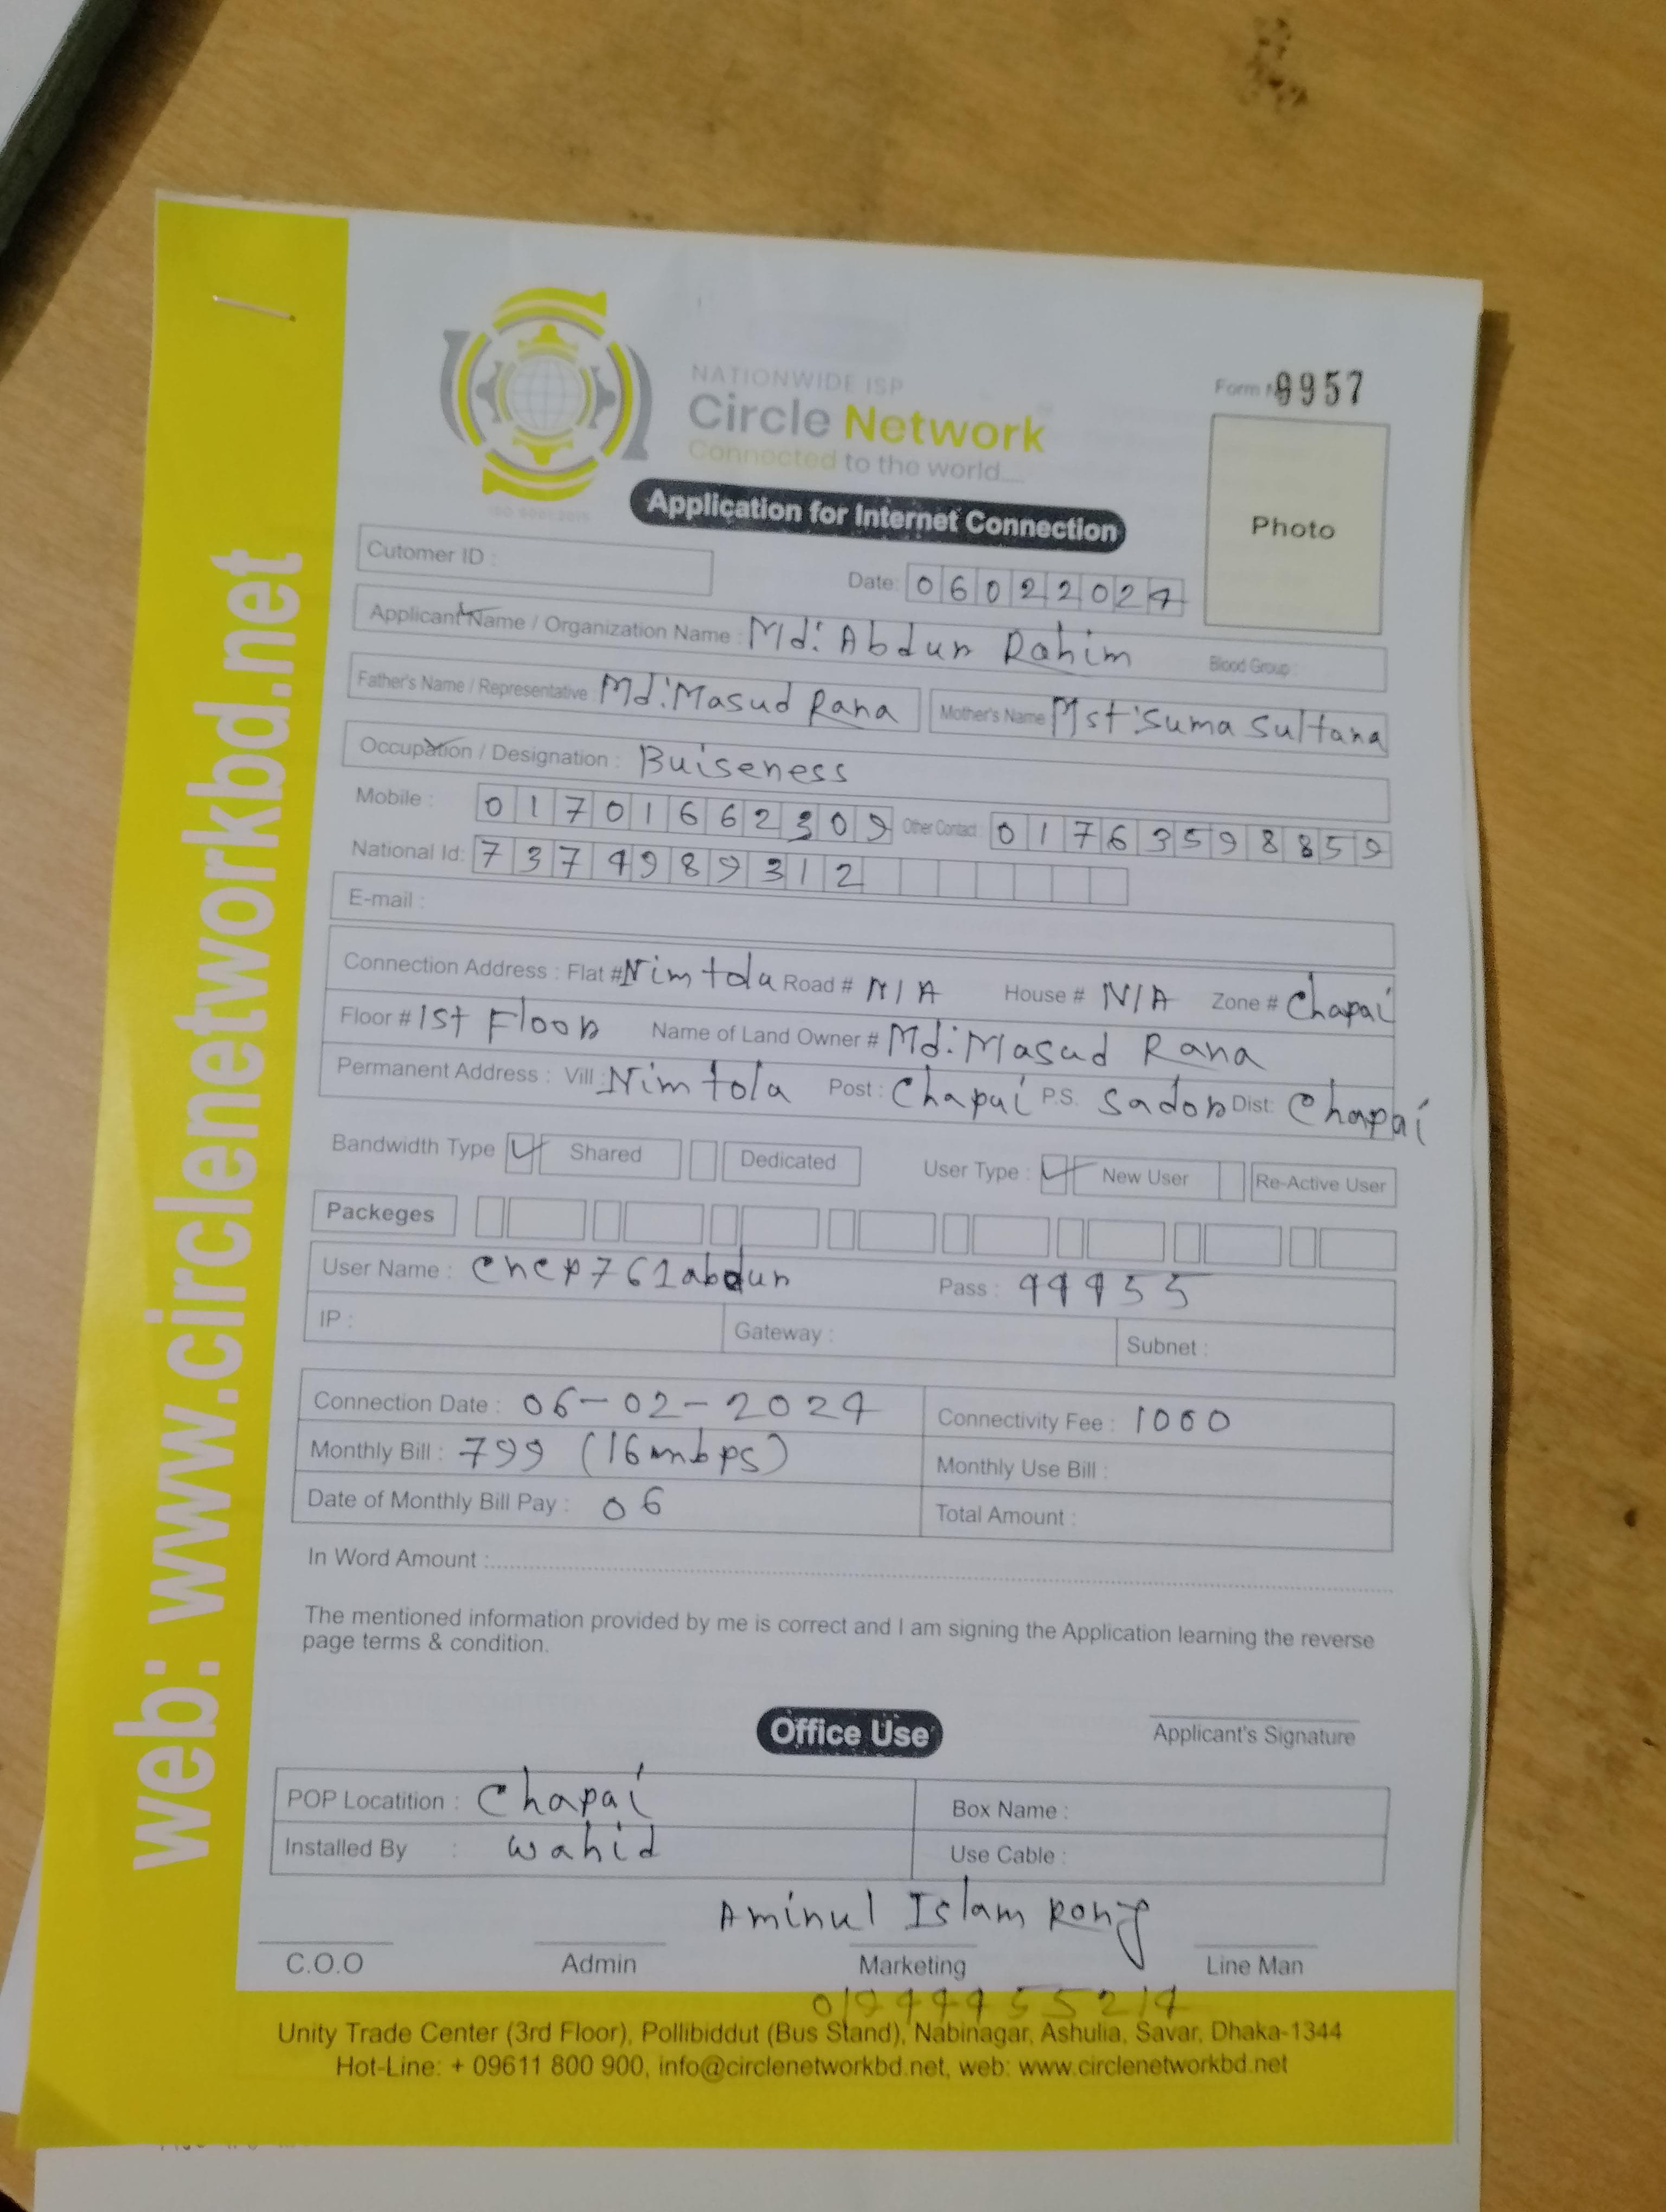 web: www.circlenetworkbd.net
NATIONWIDE ISP
Circle Network
Connected to the world....
Form 9957
Photo
Application for Internet Connection
Cutomer ID :
Date: 06022024
Applicant Name / Organization Name : Md: Abdur Rahim Blood Group :
Father's Name / Representative Md: Masud Rana Mother's Name Mst: Suma Sultana
Occupation / Designation : Buiseness
Mobile : 01701662309 Other Contact : 01763598859
National Id: 7374989312
E-mail :
Connection Address : Flat # Nimtola Road # N/A House # N/A Zone # Chapai
Floor # 1st Floor Name of Land Owner # Md: Masud Rana
Permanent Address : Vill : Nimtola Post : Chapai P.S. Sador Dist: Chapai
Bandwidth Type Shared Dedicated User Type : New User Re-Active User
Packeges
User Name : Pass : 44455
IP : Gateway : Subnet :
Connection Date : 06-02-2024 Connectivity Fee : 1000
Monthly Bill : 799 (16mbps) Monthly Use Bill :
Date of Monthly Bill Pay : 06 Total Amount :
In Word Amount :
The mentioned information provided by me is correct and I am signing the Application learning the reverse
page terms & condition.
Applicant's Signature
Office Use
POP Locatition : Chapai Box Name :
Installed By : Wahid Use Cable :
Aminul Islam
C.O.O Admin Marketing Line Man
01944455214
Unity Trade Center (3rd Floor), Pollibiddut (Bus Stand), Nabinagar, Ashulia, Savar, Dhaka-1344
Hot-Line: + 09611 800 900, info@circlenetworkbd.net, web: www.circlenetworkbd.net